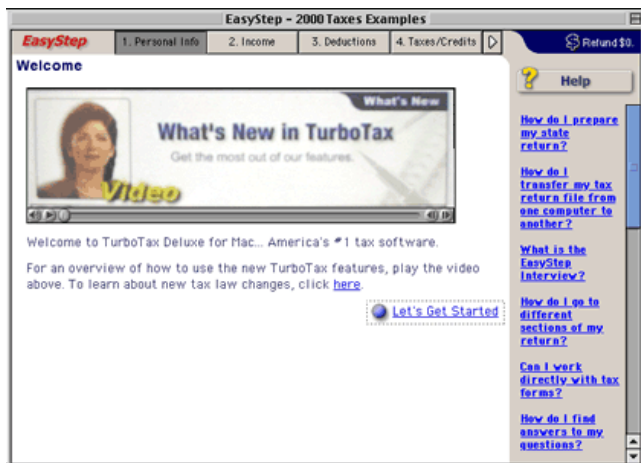 EasyStep - 2000 Taxes Examples
EasyStep
1. Personal Info
2. Income
3. Deductions
4. Taxes/Credits
Refund $0.
Welcome
What's New
What's New in TurboTax
Get the most out of our features.
Video
Welcome to TurboTax Deluxe for Mac... America's #1 tax software.
For an overview of how to use the new TurboTax features, play the video
above. To learn about new tax law changes, click here.
Let's Get Started
? Help
How do I prepare
my state
return?
How do I
transfer my tax
return file from
one computer to
another?
What is the
EasyStep
Interview?
How do I go to
different
sections of my
return?
Can I work
directly with tax
forms?
How do I find
answers to my
questions?